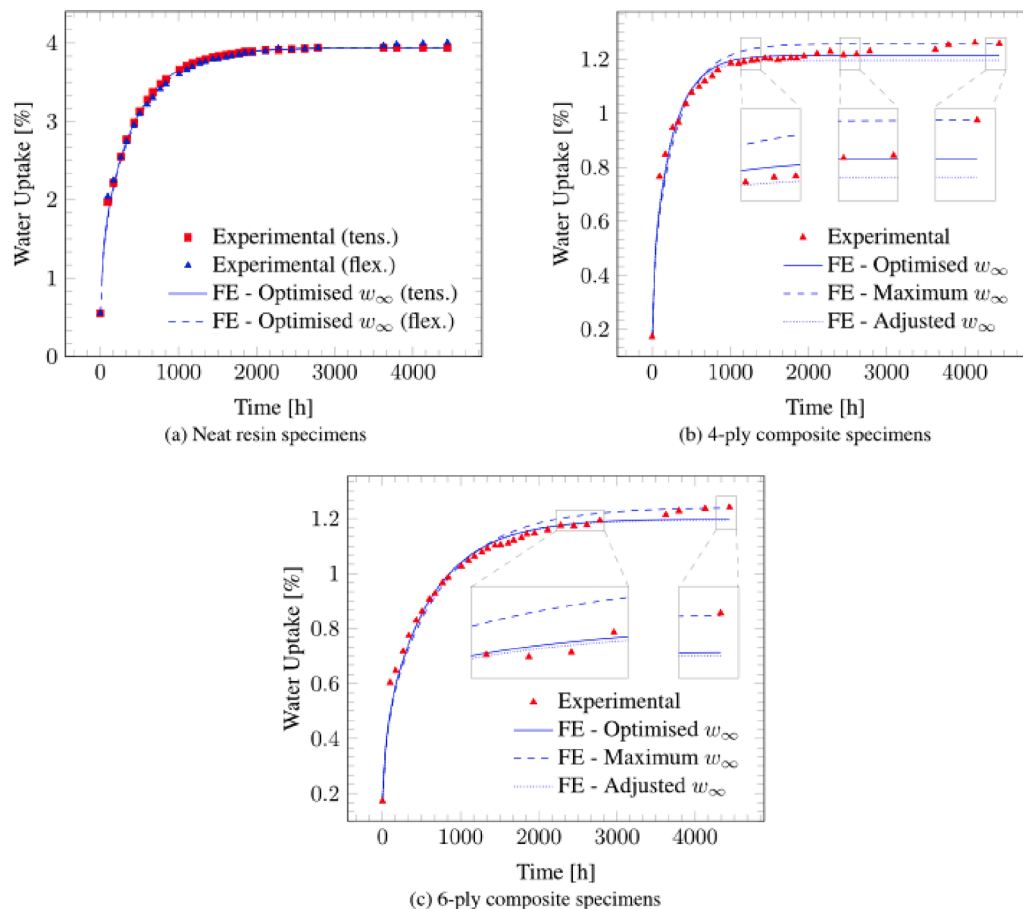 4
3
2
1
0
Water Uptake [%]
Experimental (tens.)
Experimental (flex.)
FE - Optimised w∞ (tens.)
FE - Optimised w∞ (flex.)
0 1000 2000 3000 4000
Time [h]
(a) Neat resin specimens
1.2
1
0.8
0.6
0.4
0.2
Water Uptake [%]
Experimental
FE - Optimised w∞
FE - Maximum w∞
FE - Adjusted w∞
0 1000 2000 3000 4000
Time [h]
(b) 4-ply composite specimens
1.2
1
0.8
0.6
0.4
0.2
Water Uptake [%]
Experimental
FE - Optimised w∞
FE - Maximum w∞
FE - Adjusted w∞
0 1000 2000 3000 4000
Time [h]
(c) 6-ply composite specimens